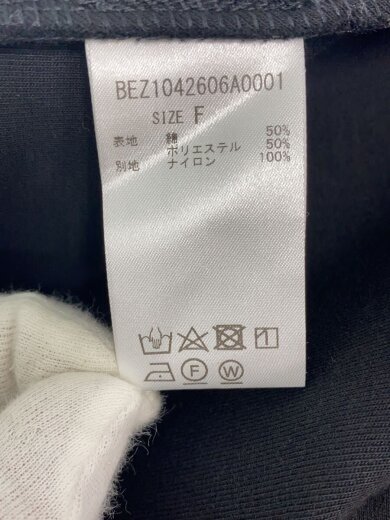 BEZ1042606A0001
SIZE F
表地 綿 50%
ポリエステル 50%
別地 ナイロン 100%
F
W